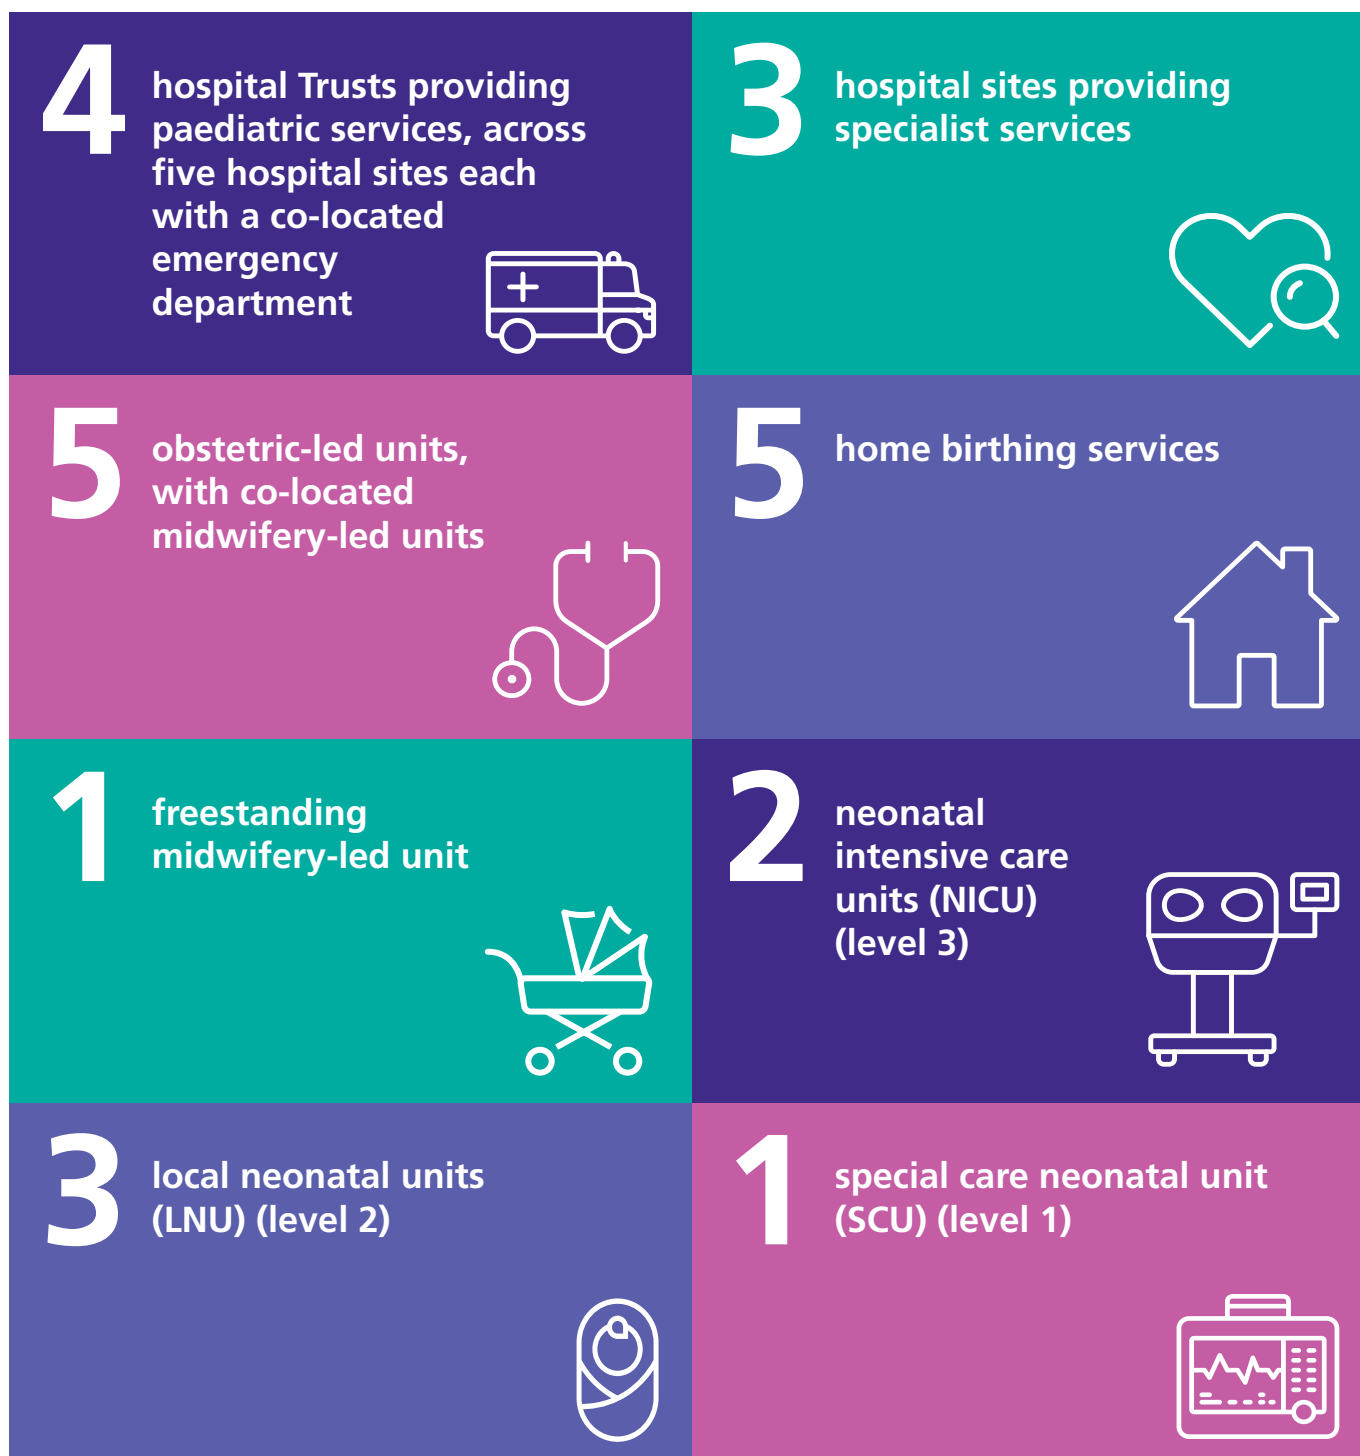 4
hospital Trusts providing
paediatric services, across
five hospital sites each
with a co-located
emergency
department
3
hospital sites providing
specialist services
5
obstetric-led units,
with co-located
midwifery-led units
5
home birthing services
1
freestanding
midwifery-led unit
2
neonatal
intensive care
units (NICU)
(level 3)
3
local neonatal units
(LNU) (level 2)
1
special care neonatal unit
(SCU) (level 1)